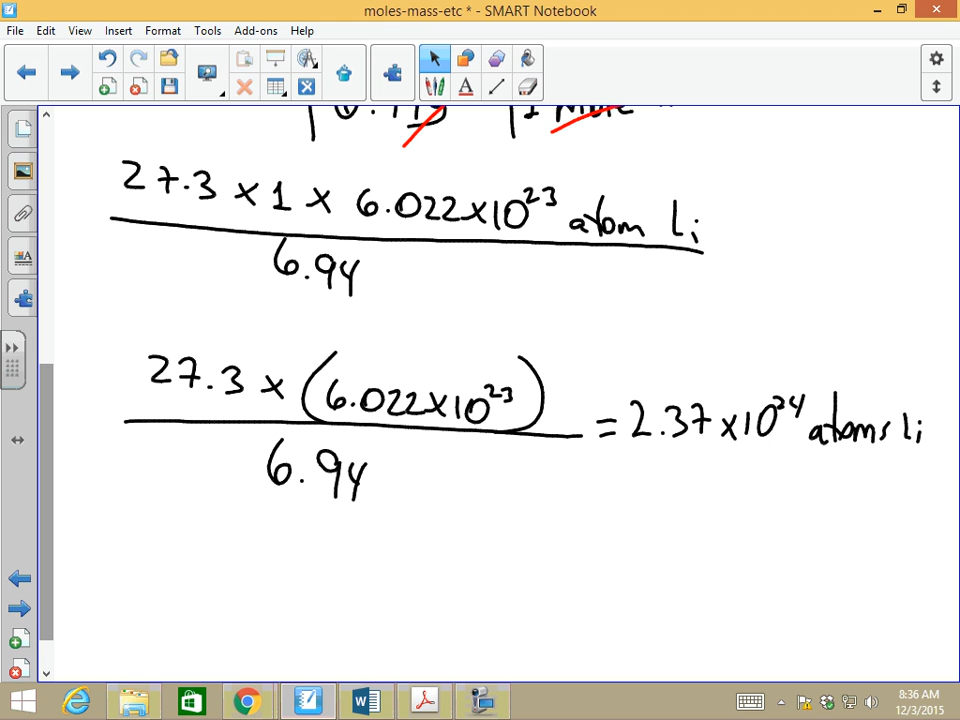 moles-mass-etc * - SMART Notebook
File Edit View Insert Format Tools Add-ons Help
27.3 × 1 × 6.022×10²³ atom Li
6.94
27.3 × (6.022×10²³)
= 2.37 ×10²⁴ atoms Li
6.94
8:36 AM
12/3/2015